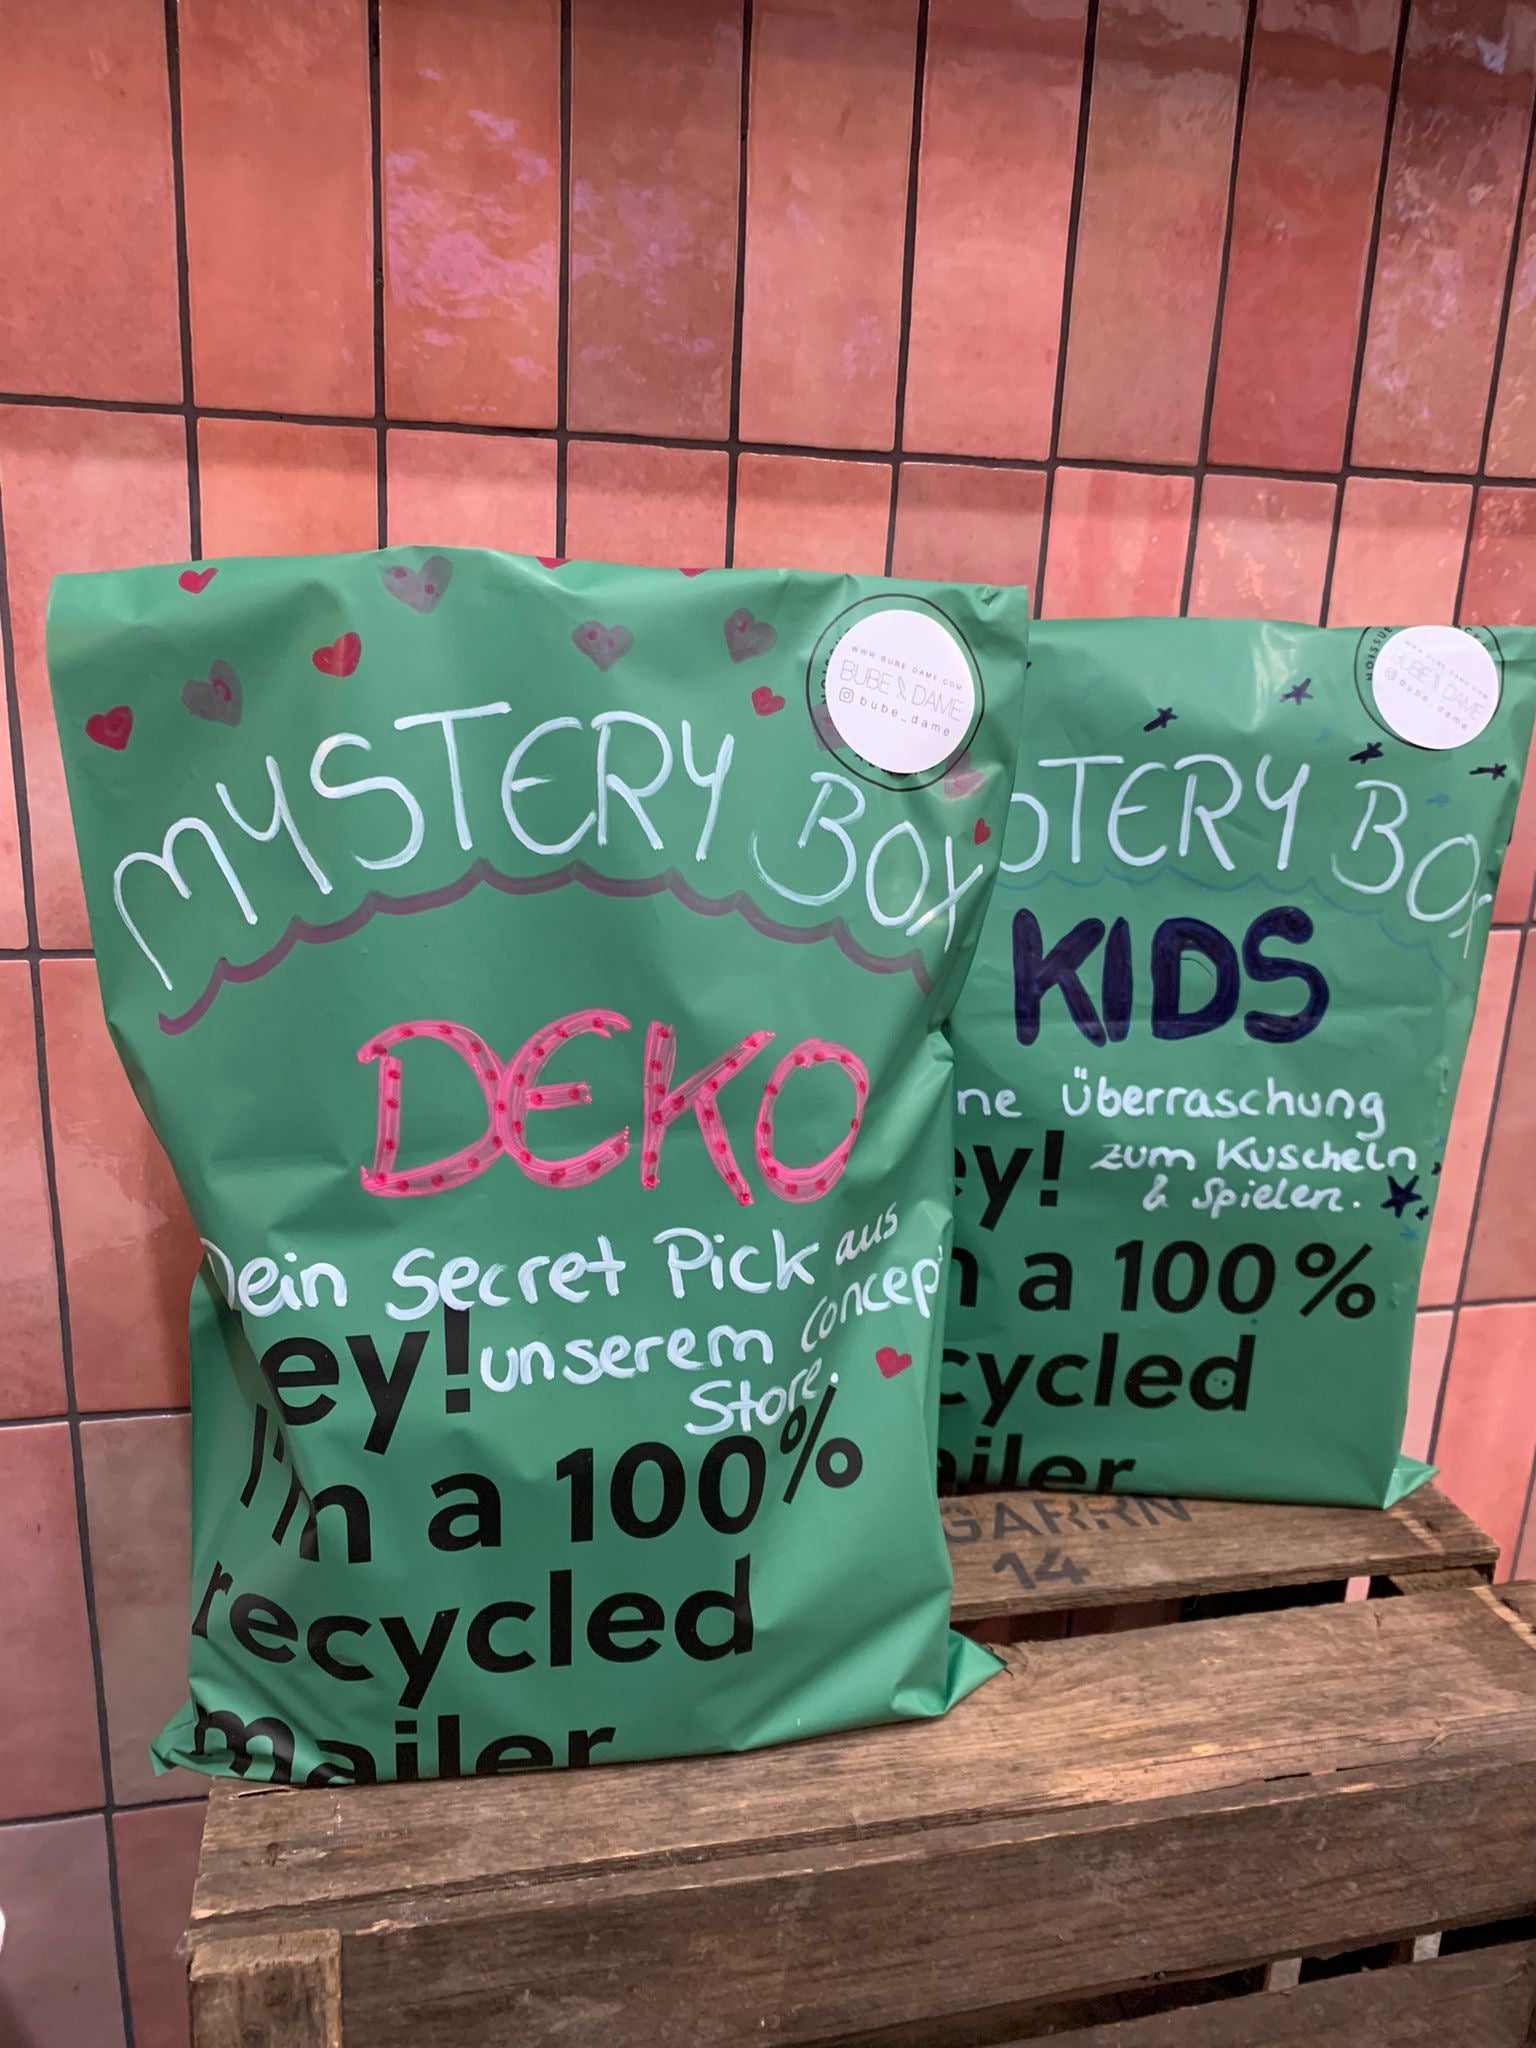 WWW.BUBE-DAME.COM
BUBE DAME
bube_dame
MYSTERY BOX
DEKO
Dein Secret Pick aus
unserem Concept
Store.
ey!
I'm a 100%
recycled
mailer
www.bube-dame.com
BUBE DAME
bube_dame
STERY BOX
KIDS
ne Überraschung
zum Kuscheln
& Spielen.
ey!
a 100%
cycled
ailer
GARRRN
14